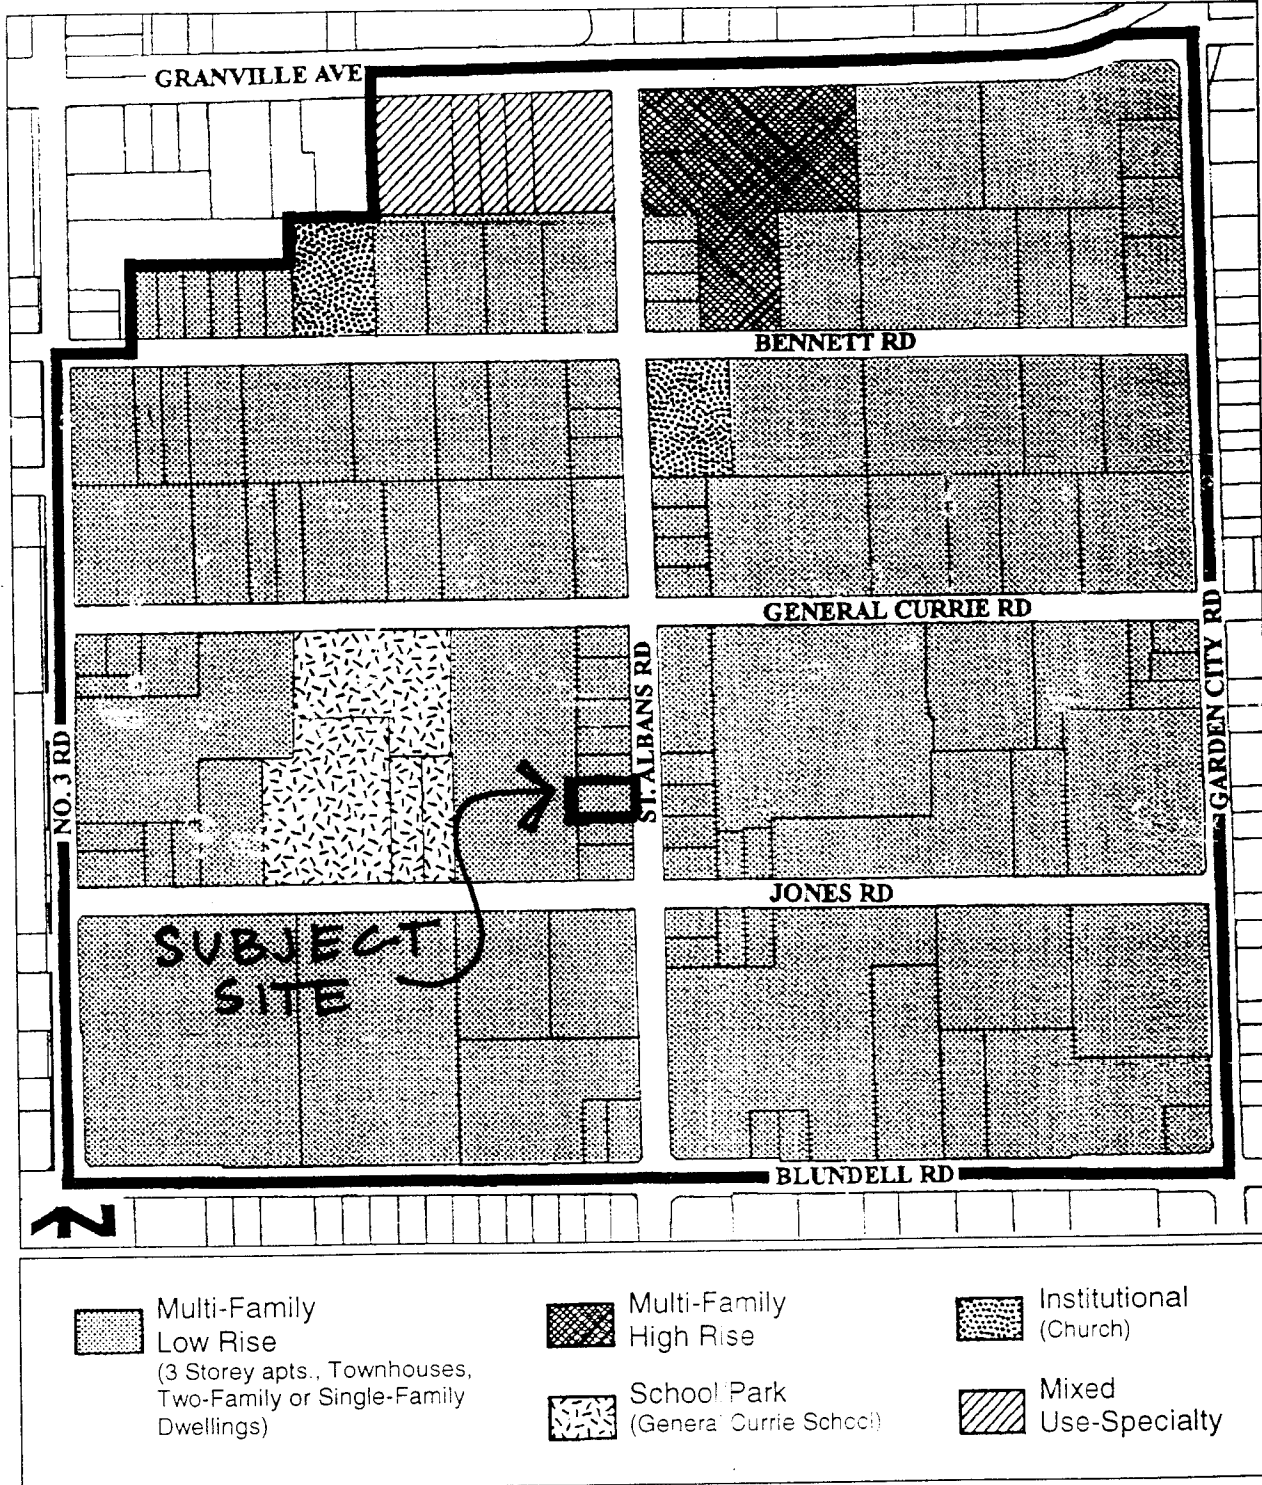 GRANVILLE AVE
BENNETT RD
GENERAL CURRIE RD
ST. ALBANS RD
GARDEN CITY RD
NO. 3 RD
JONES RD
SUBJECT
SITE
BLUNDELL RD
N
Multi-Family
Low Rise
(3 Storey apts., Townhouses,
Two-Family or Single-Family
Dwellings)
Multi-Family
High Rise
School Park
(General Currie School)
Institutional
(Church)
Mixed
Use-Specialty